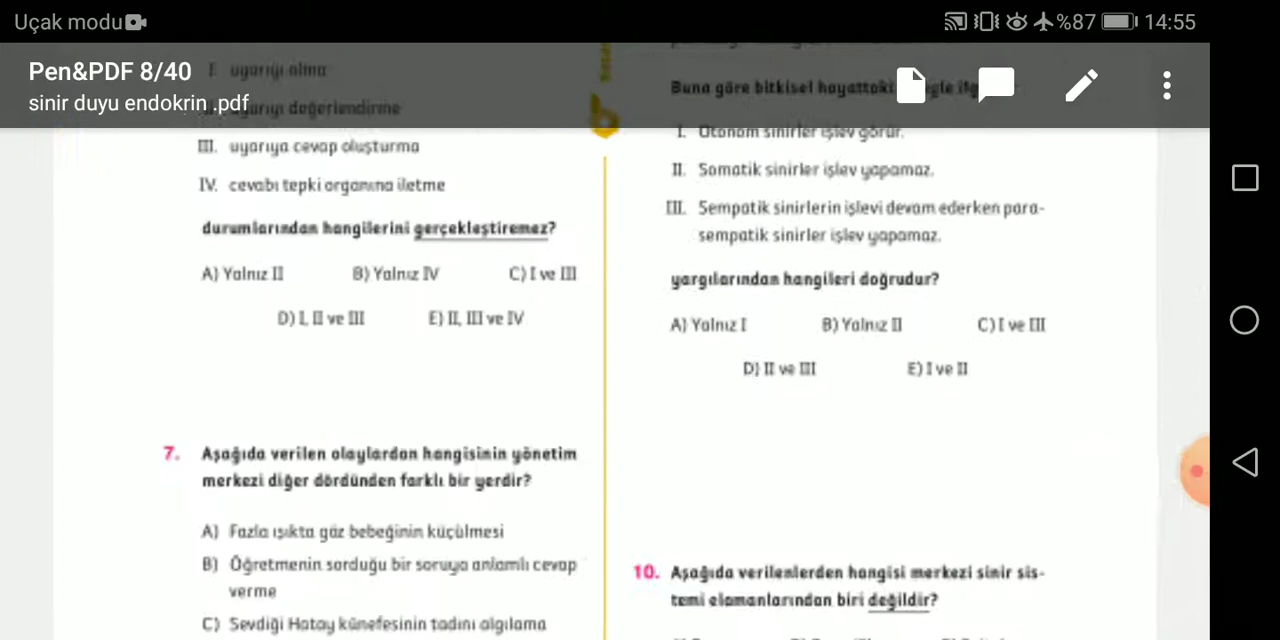 Uçak modu
%87 14:55
Pen&PDF 8/40
sinir duyu endokrin .pdf
I. uyarıyı alma
uyarıyı değerlendirme
III. uyarıya cevap oluşturma
IV. cevabı tepki organına iletme
durumlarından hangilerini gerçekleştiremez?
A) Yalnız II B) Yalnız IV C) I ve III
D) I, II ve III E) II, III ve IV
7. Aşağıda verilen olaylardan hangisinin yönetim
merkezi diğer dördünden farklı bir yerdir?
A) Fazla ışıkta göz bebeğinin küçülmesi
B) Öğretmenin sorduğu bir soruya anlamlı cevap
verme
C) Sevdiği Hatay künefesinin tadını algılama
Buna göre bitkisel hayattaki
I. Otonom sinirler işlev görür.
II. Somatik sinirler işlev yapamaz.
III. Sempatik sinirlerin işlevi devam ederken para-
sempatik sinirler işlev yapamaz.
yargılarından hangileri doğrudur?
A) Yalnız I B) Yalnız II C) I ve III
D) II ve III E) I ve II
10. Aşağıda verilenlerden hangisi merkezi sinir sis-
temi elamanlarından biri değildir?